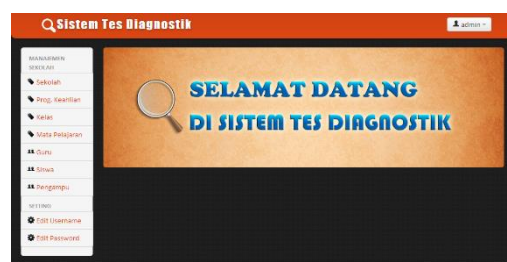 Sistem Tes Diagnostik
admin
MANAJEMEN
SEKOLAH
Sekolah
Prog. Keahlian
Kelas
Mata Pelajaran
Guru
Siswa
Pengampu
SETTING
Edit Username
Edit Password
SELAMAT DATANG
DI SISTEM TES DIAGNOSTIK